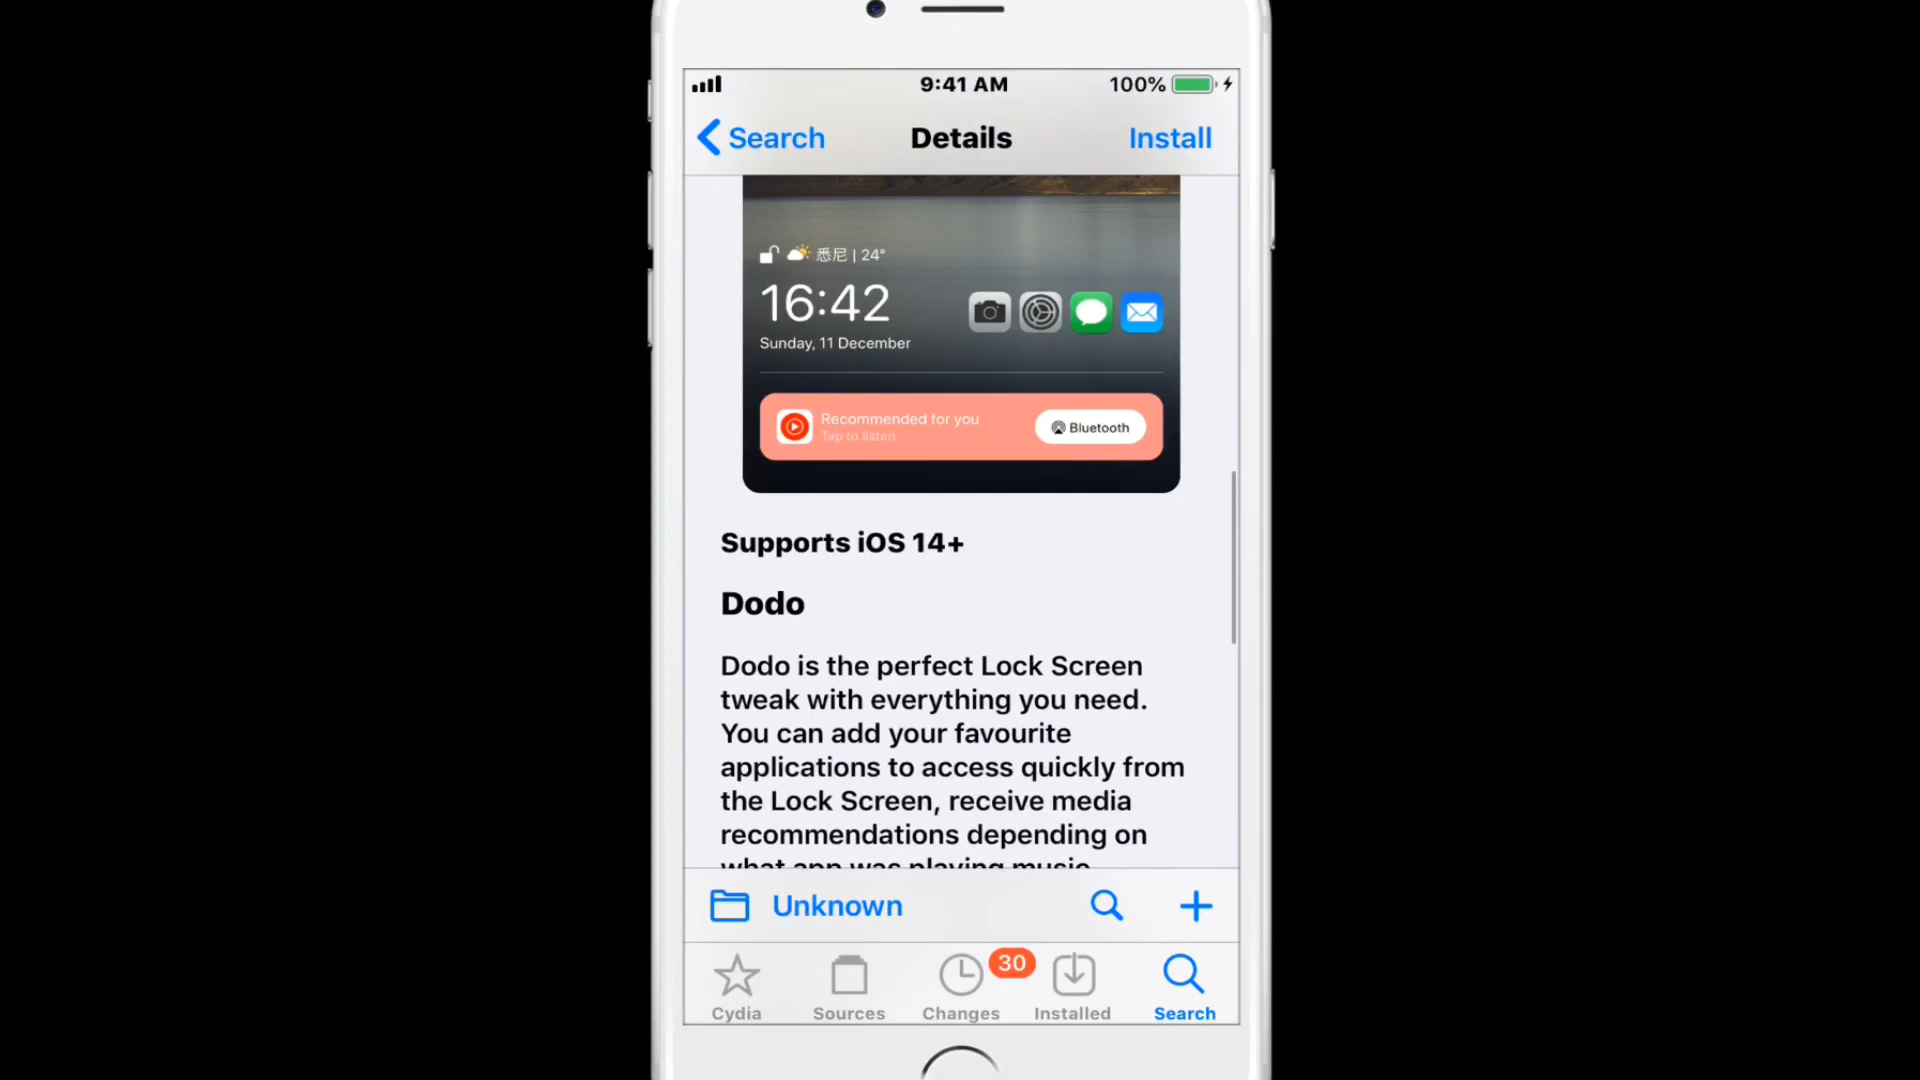 9:41 AM
100%
Search
Details
Install
悉尼 | 24°
16:42
Sunday, 11 December
Recommended for you
Tap to listen
Bluetooth
Supports iOS 14+
Dodo
Dodo is the perfect Lock Screen
tweak with everything you need.
You can add your favourite
applications to access quickly from
the Lock Screen, receive media
recommendations depending on
what app was playing music
Unknown
30
Cydia
Sources
Changes
Installed
Search